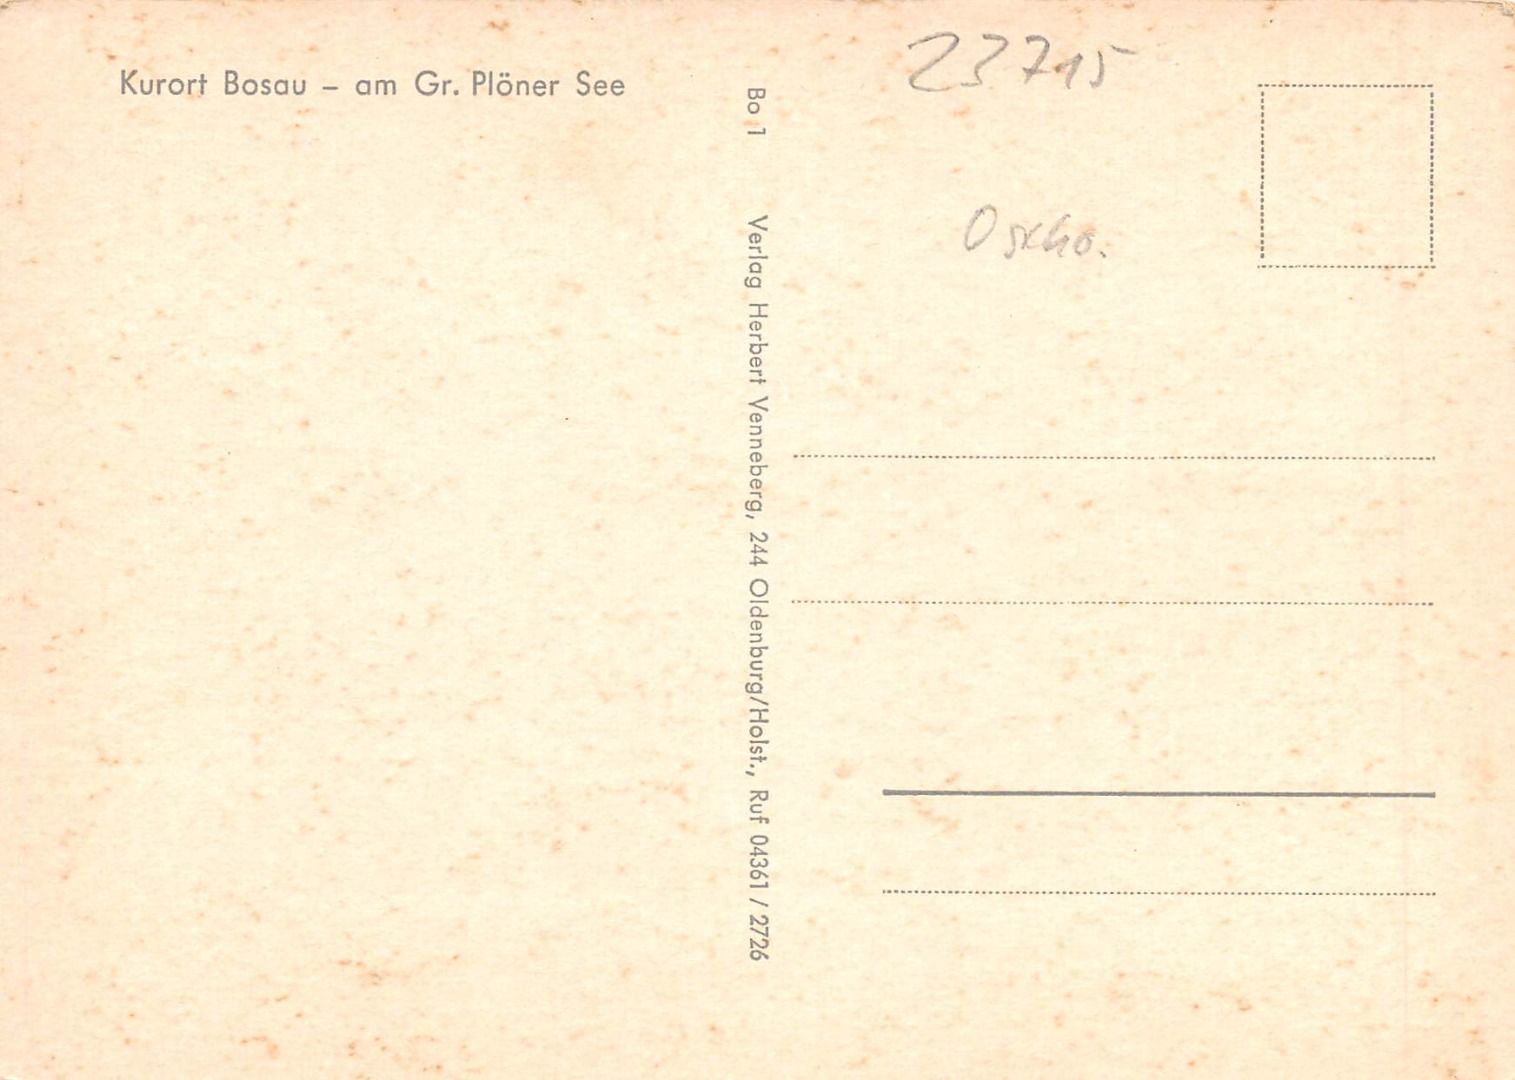 Kurort Bosau – am Gr. Plöner See
Bo 1
Verlag Herbert Venneberg, 244 Oldenburg/Holst., Ruf 04361 / 2726
23715